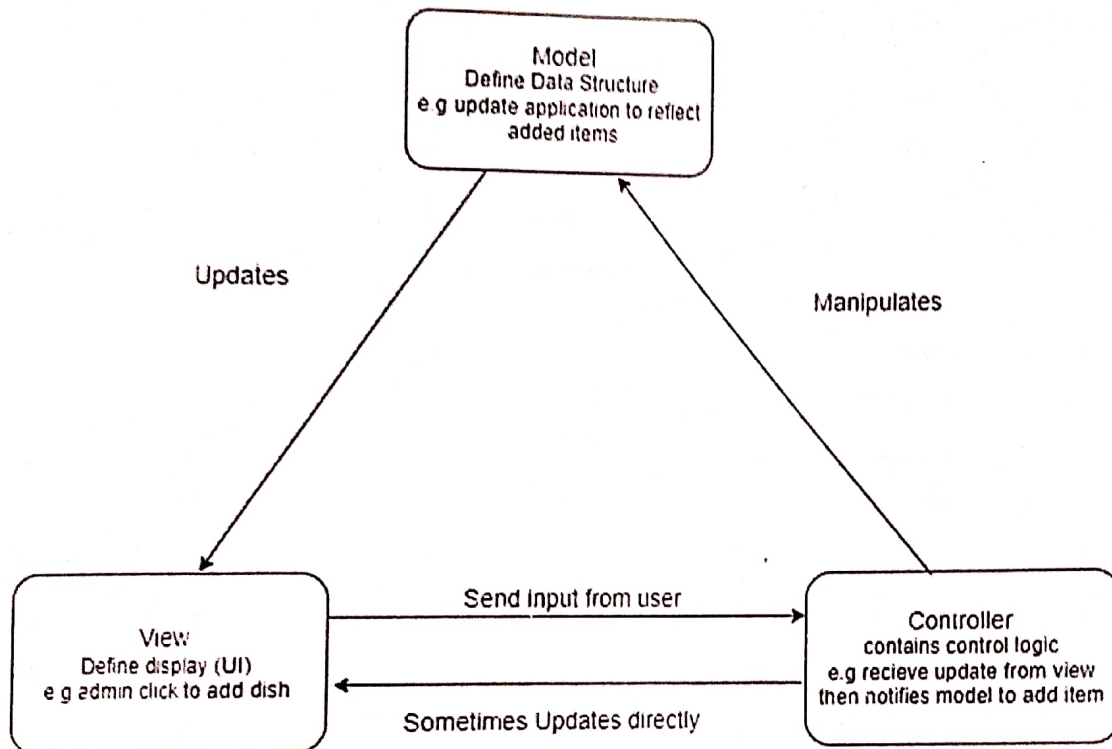 Model
Define Data Structure
e.g update application to reflect
added items
Updates
Manipulates
Send input from user
View
Define display (UI)
e.g admin click to add dish
Controller
contains control logic
e.g recieve update from view
then notifies model to add item
Sometimes Updates directly